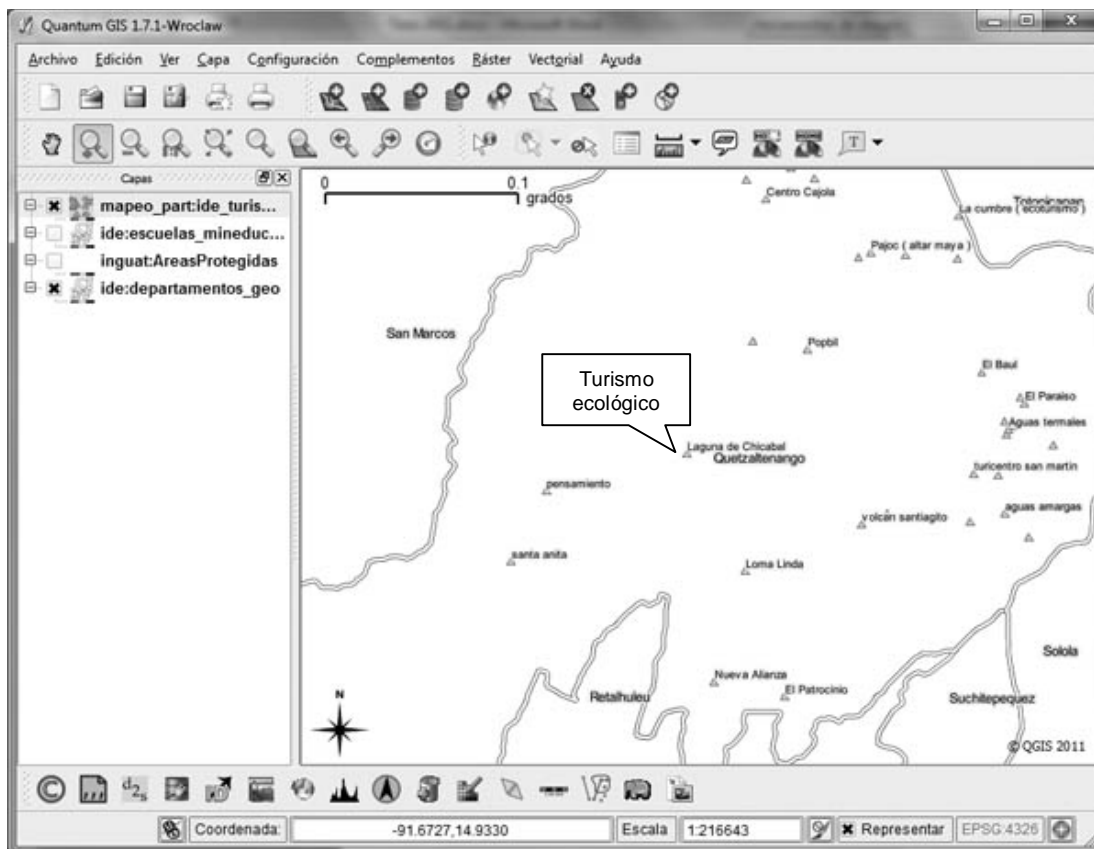 Quantum GIS 1.7.1-Wroclaw
Archivo Edición Ver Capa Configuración Complementos Ráster Vectorial Ayuda
Capas
mapeo_part:ide_turis...
ide:escuelas_mineduc...
inguat:AreasProtegidas
ide:departamentos_geo
0 0.1
grados
Centro Cajola
Totonicapan
La cumbre ( ecoturismo )
Pajoc ( altar maya )
San Marcos
Popbil
El Baul
Turismo
ecológico
El Paraiso
Aguas termales
Laguna de Chicabal
Quetzaltenango
turicentro san martin
pensamiento
aguas amargas
volcán santiagito
santa anita
Loma Linda
Solola
Nueva Alianza
El Patrocinio
Retalhuleu
Suchitepequez
N
© QGIS 2011
Coordenada: -91.6727,14.9330 Escala 1:216643 Representar EPSG:4326